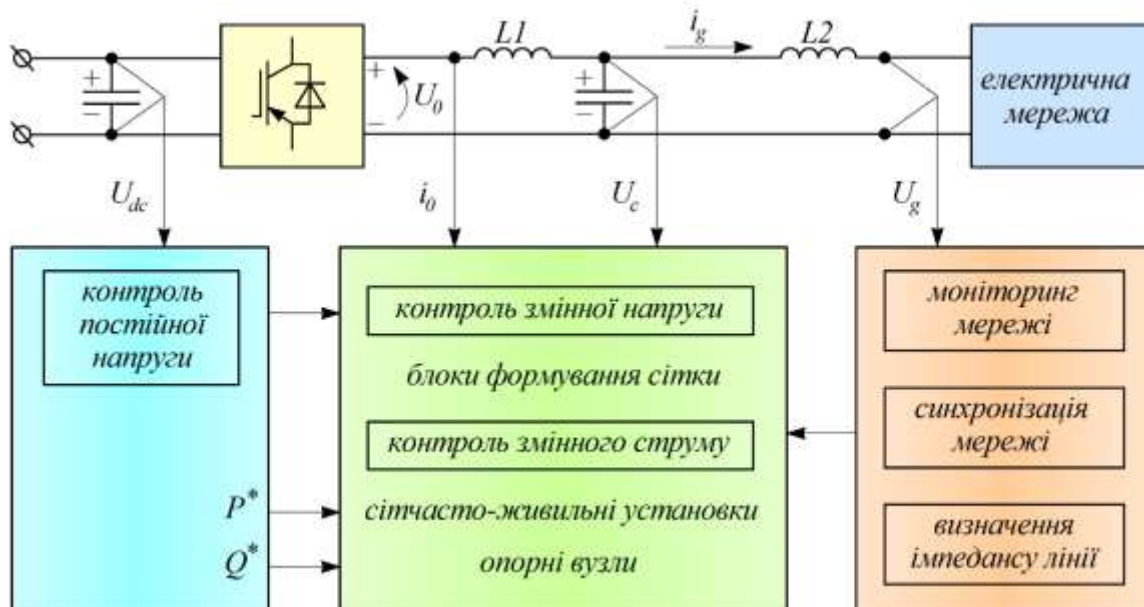 L1
i_g
L2
+
−
+
−
U_0
+
−
електрична
мережа
U_dc
i_0
U_c
U_g
контроль
постійної
напруги
P*
Q*
контроль змінної напруги
блоки формування сітки
контроль змінного струму
сітчасто-живильні установки
опорні вузли
моніторинг
мережі
синхронізація
мережі
визначення
імпедансу лінії